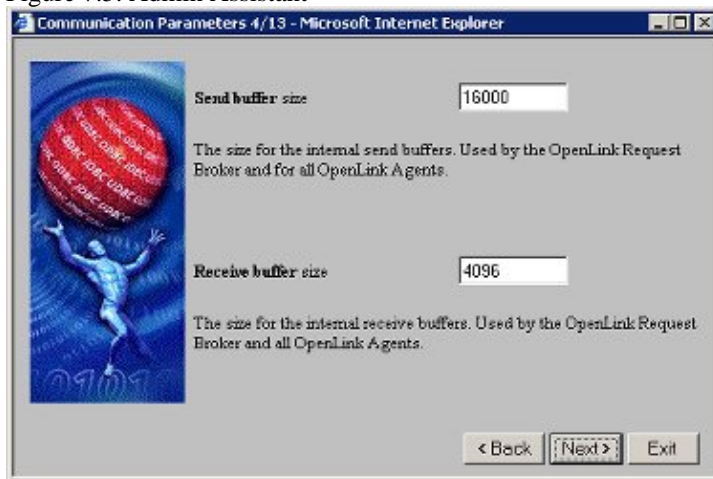 Communication Parameters 4/13 - Microsoft Internet Explorer
Send buffer size
16000
The size for the internal send buffers. Used by the OpenLink Request
Broker and for all OpenLink Agents.
Receive buffer size
4096
The size for the internal receive buffers. Used by the OpenLink Request
Broker and all OpenLink Agents.
< Back
Next >
Exit